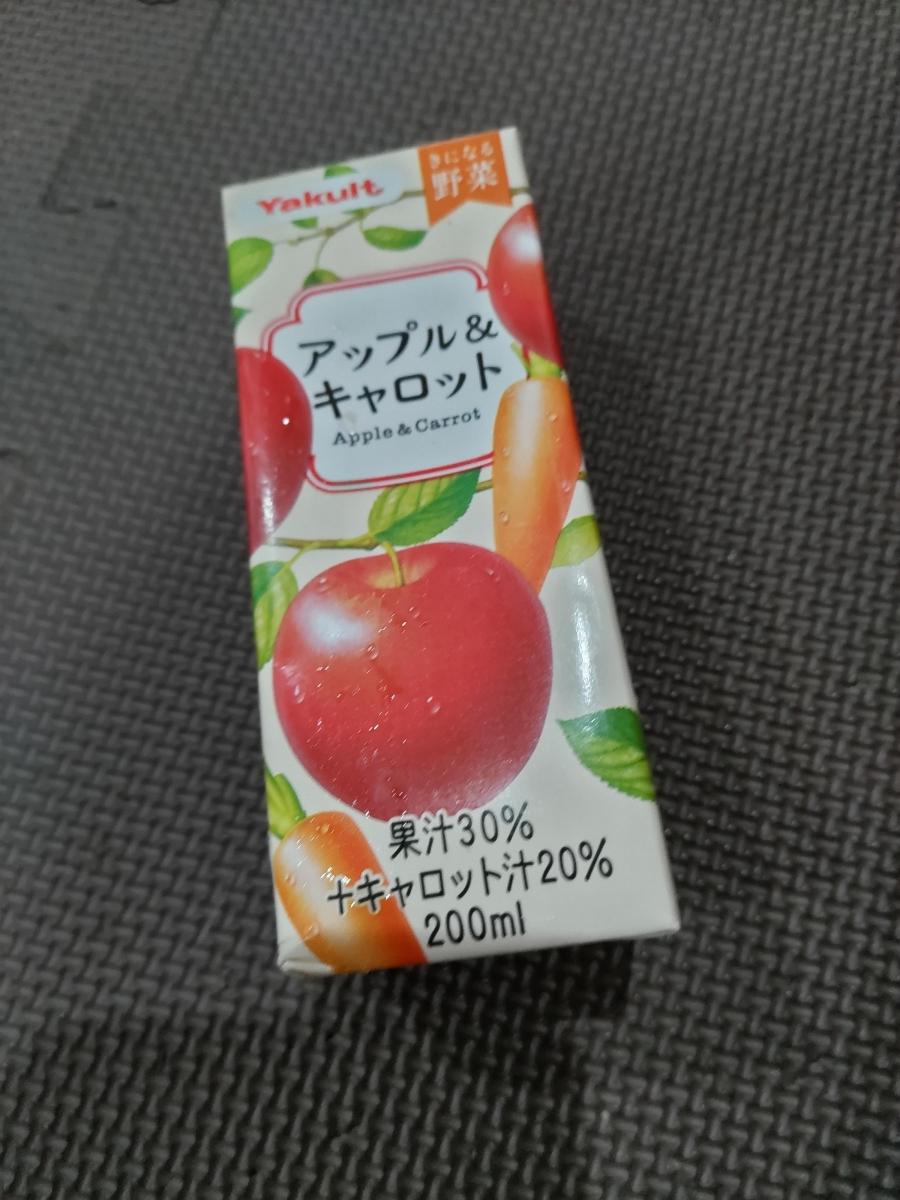 Yakult
きになる
野菜
アップル&
キャロット
Apple & Carrot
果汁30%
+キャロット汁20%
200ml